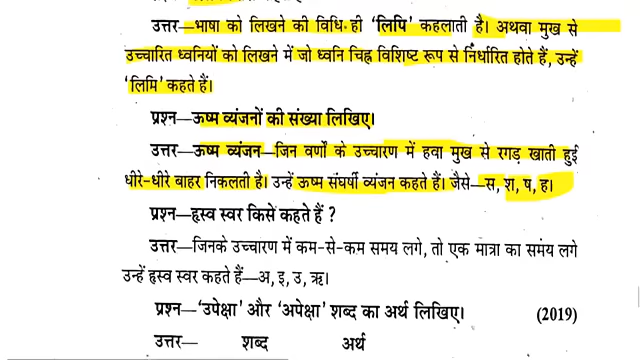 उत्तर– भाषा को लिखने की विधि ही ‘लिपि’ कहलाती है। अथवा मुख से
उच्चारित ध्वनियों को लिखने में जो ध्वनि चिह्न विशिष्ट रूप से निर्धारित होते हैं, उन्हें
‘लिमि’ कहते हैं।
प्रश्न–ऊष्म व्यंजनों की संख्या लिखिए।
उत्तर– ऊष्म व्यंजन– जिन वर्णों के उच्चारण में हवा मुख से रगड़ खाती हुई
धीरे-धीरे बाहर निकलती है। उन्हें ऊष्म संघर्षी व्यंजन कहते हैं। जैसे– स, श, ष, ह।
प्रश्न–हृस्व स्वर किसे कहते हैं ?
उत्तर–जिनके उच्चारण में कम-से-कम समय लगे, तो एक मात्रा का समय लगे
उन्हें हृस्व स्वर कहते हैं–अ, इ, उ, ऋ।
प्रश्न–‘उपेक्षा’ और ‘अपेक्षा’ शब्द का अर्थ लिखिए। (2019)
उत्तर– शब्द अर्थ